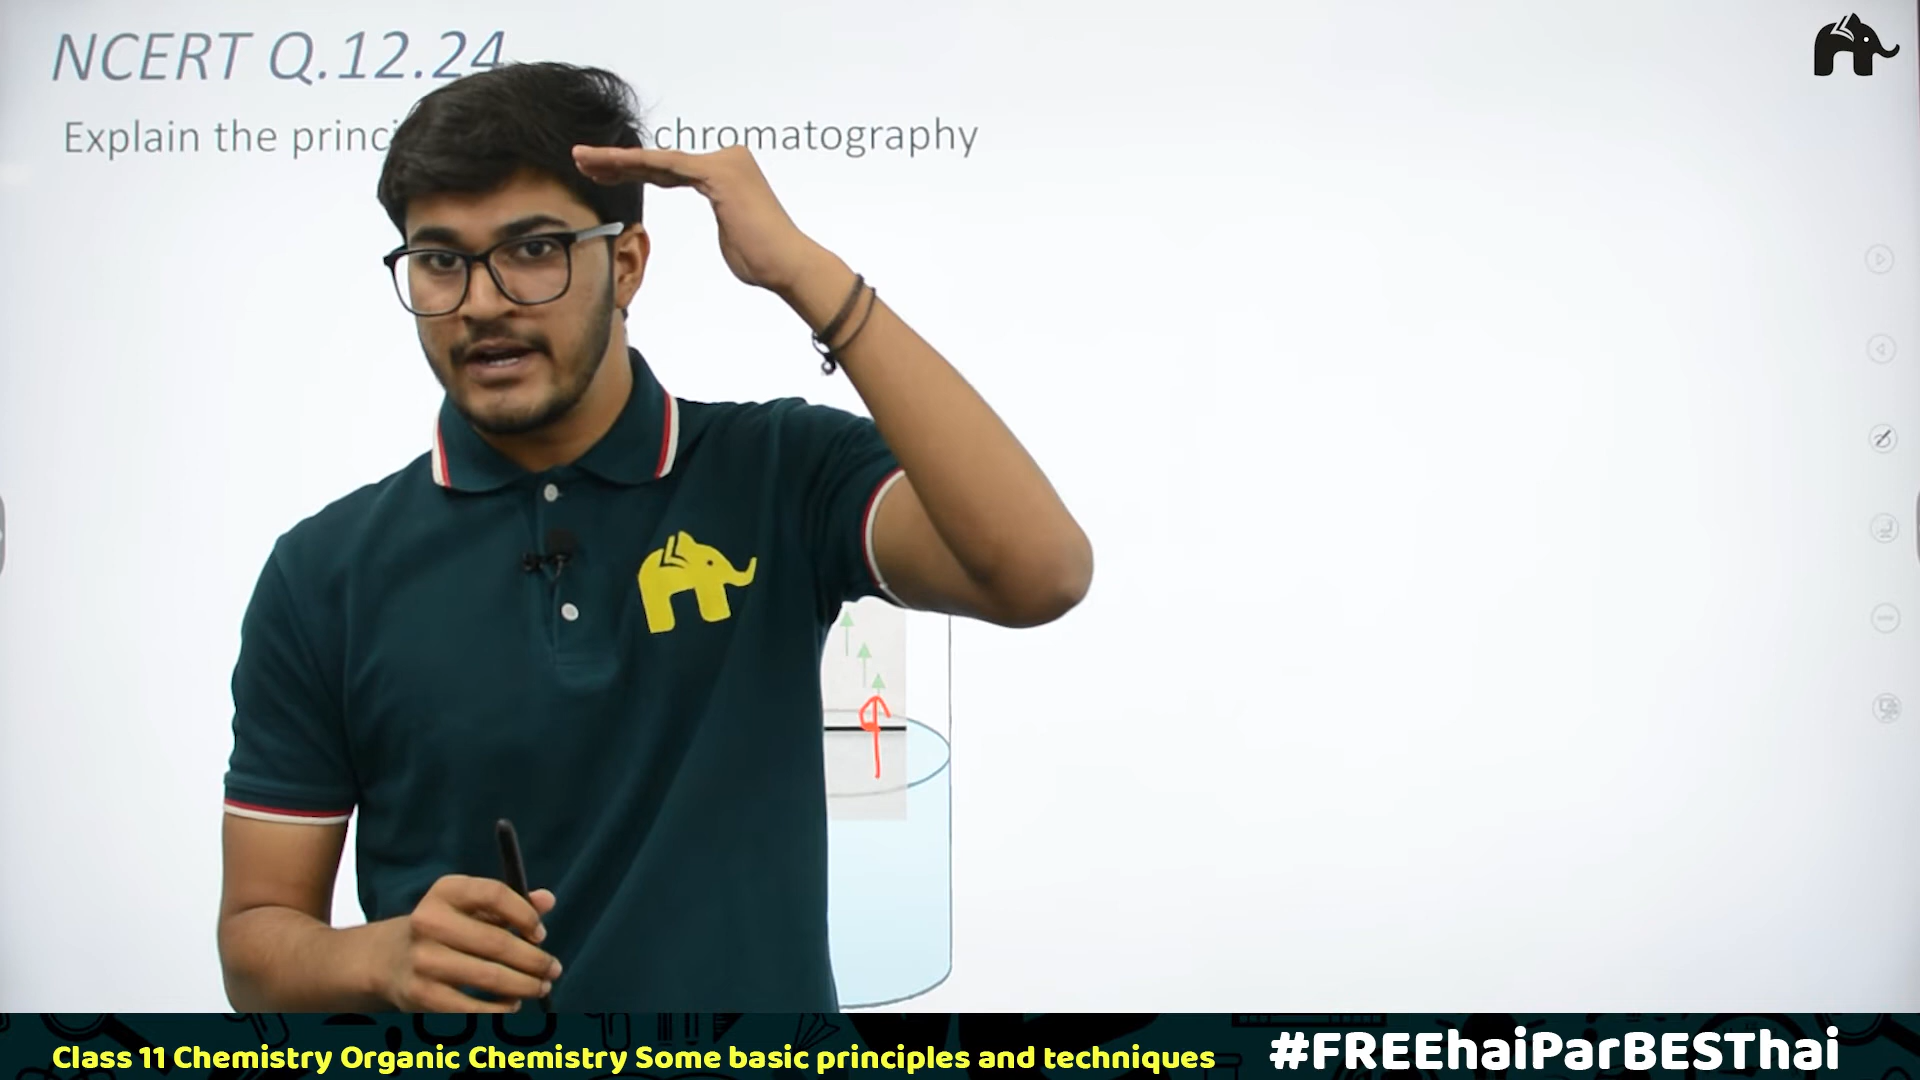 NCERT Q.12.24
Explain the princi chromatography
Class 11 Chemistry Organic Chemistry Some basic principles and techniques
#FREEhaiParBESThai